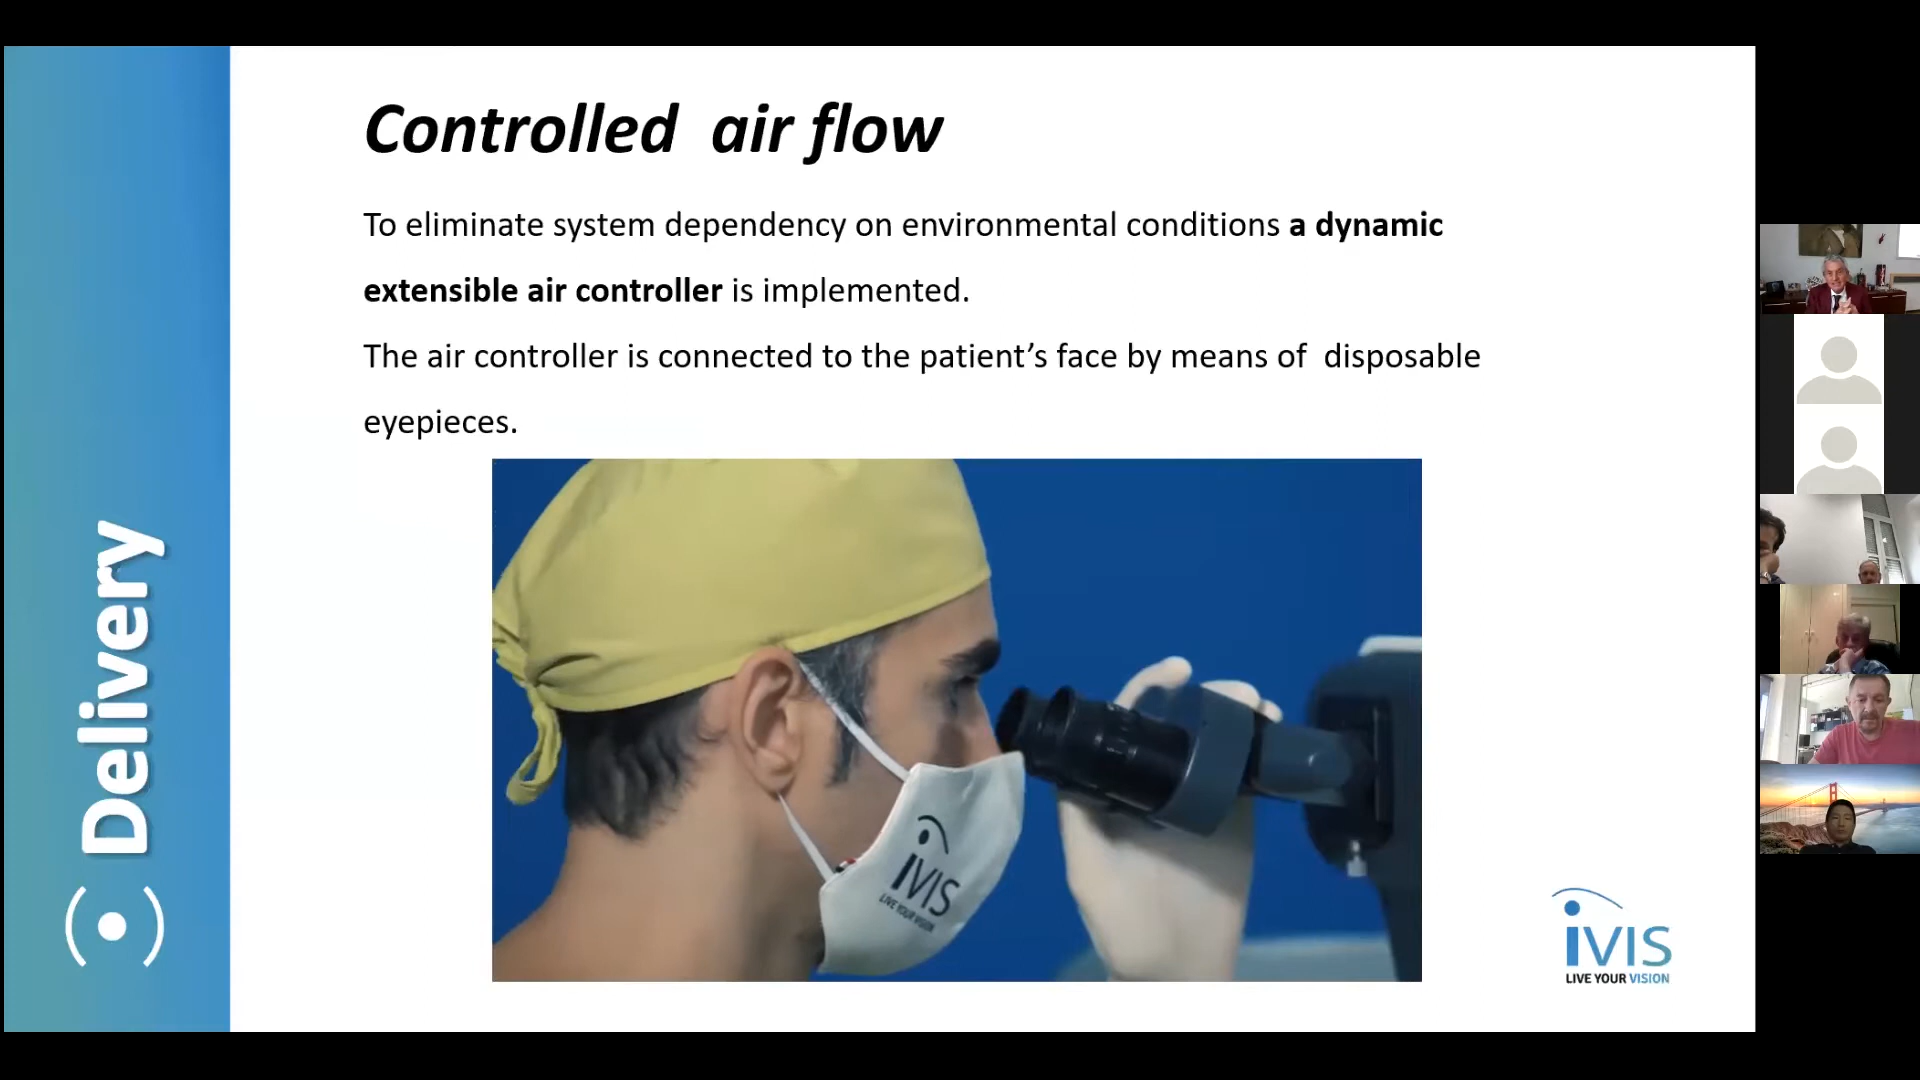 Controlled air flow
To eliminate system dependency on environmental conditions a dynamic
extensible air controller is implemented.
The air controller is connected to the patient’s face by means of disposable
eyepieces.
Delivery
iVIS
LIVE YOUR VISION
iVIS
LIVE YOUR VISION